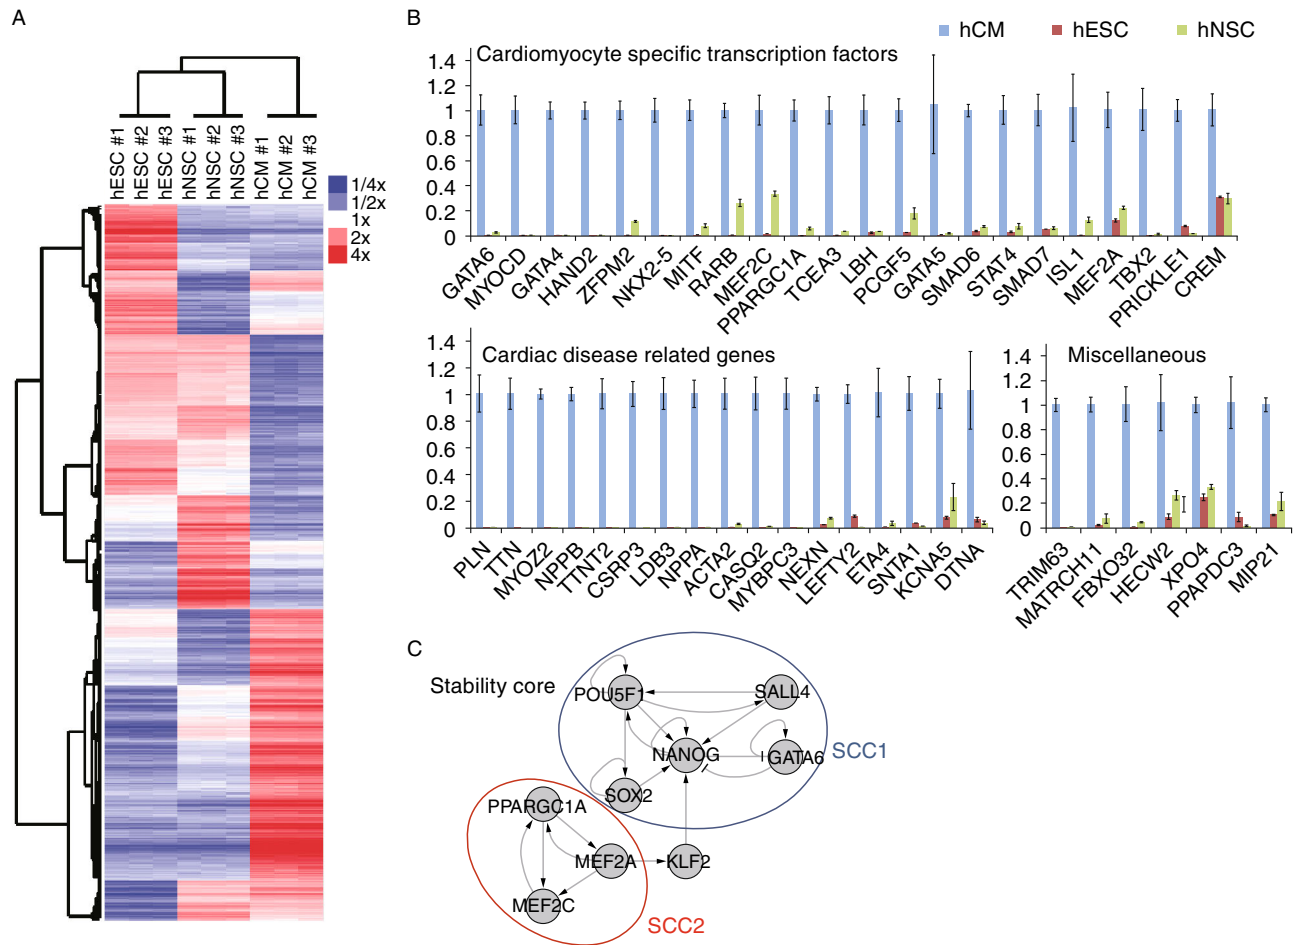 A
hESC #1
hESC #2
hESC #3
hNSC #1
hNSC #2
hNSC #3
hCM #1
hCM #2
hCM #3
1/4x
1/2x
1x
2x
4x
B
hCM
hESC
hNSC
Cardiomyocyte specific transcription factors
1.4
1.2
1
0.8
0.6
0.4
0.2
0
GATA6
MYOCD
GATA4
HAND2
ZFPM2
NKX2-5
MITF
RARB
MEF2C
PPARGC1A
TCEA3
LBH
PCGF5
GATA5
SMAD6
STAT4
SMAD7
ISL1
MEF2A
TBX2
PRICKLE1
CREM
Cardiac disease related genes
1.4
1.2
1
0.8
0.6
0.4
0.2
0
PLN
TTN
MYOZ2
NPPB
TTNT2
CSRP3
LDB3
NPPA
ACTA2
CASQ2
MYBPC3
NEXN
LEFTY2
ETA4
SNTA1
KCNA5
DTNA
Miscellaneous
1.4
1.2
1
0.8
0.6
0.4
0.2
0
TRIM63
MATRCH11
FBXO32
HECW2
XPO4
PPAPDC3
MIP21
C
Stability core
POU5F1
SALL4
NANOG
GATA6
SCC1
SOX2
PPARGC1A
MEF2A
KLF2
MEF2C
SCC2